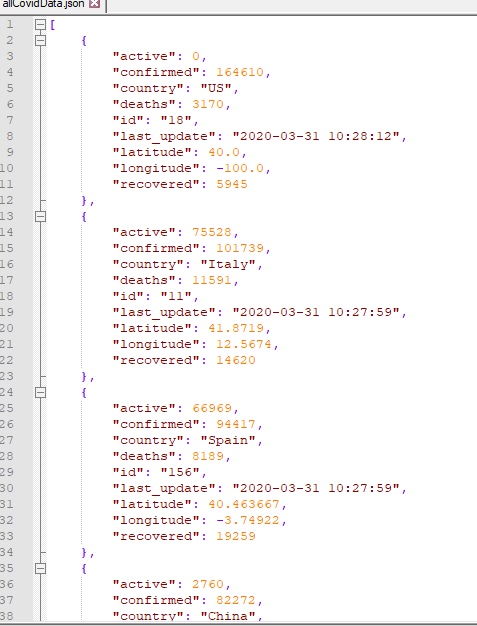 allCovidData.json
1 [
2 {
3 "active": 0,
4 "confirmed": 164610,
5 "country": "US",
6 "deaths": 3170,
7 "id": "18",
8 "last_update": "2020-03-31 10:28:12",
9 "latitude": 40.0,
10 "longitude": -100.0,
11 "recovered": 5945
12 },
13 {
14 "active": 75528,
15 "confirmed": 101739,
16 "country": "Italy",
17 "deaths": 11591,
18 "id": "11",
19 "last_update": "2020-03-31 10:27:59",
20 "latitude": 41.8719,
21 "longitude": 12.5674,
22 "recovered": 14620
23 },
24 {
25 "active": 66969,
26 "confirmed": 94417,
27 "country": "Spain",
28 "deaths": 8189,
29 "id": "156",
30 "last_update": "2020-03-31 10:27:59",
31 "latitude": 40.463667,
32 "longitude": -3.74922,
33 "recovered": 19259
34 },
35 {
36 "active": 2760,
37 "confirmed": 82272,
38 "country": "China",